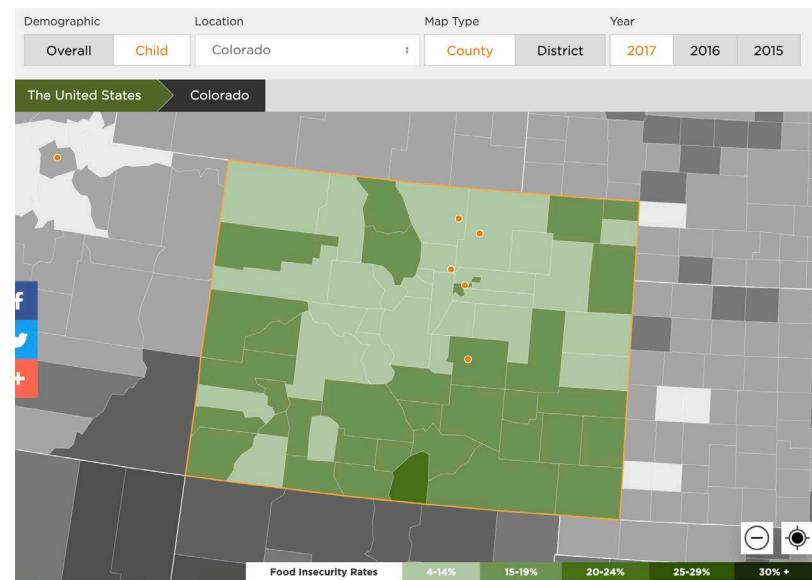 Demographic Location Map Type Year
Overall Child Colorado County District 2017 2016 2015
The United States Colorado
Food Insecurity Rates 4-14% 15-19% 20-24% 25-29% 30% +